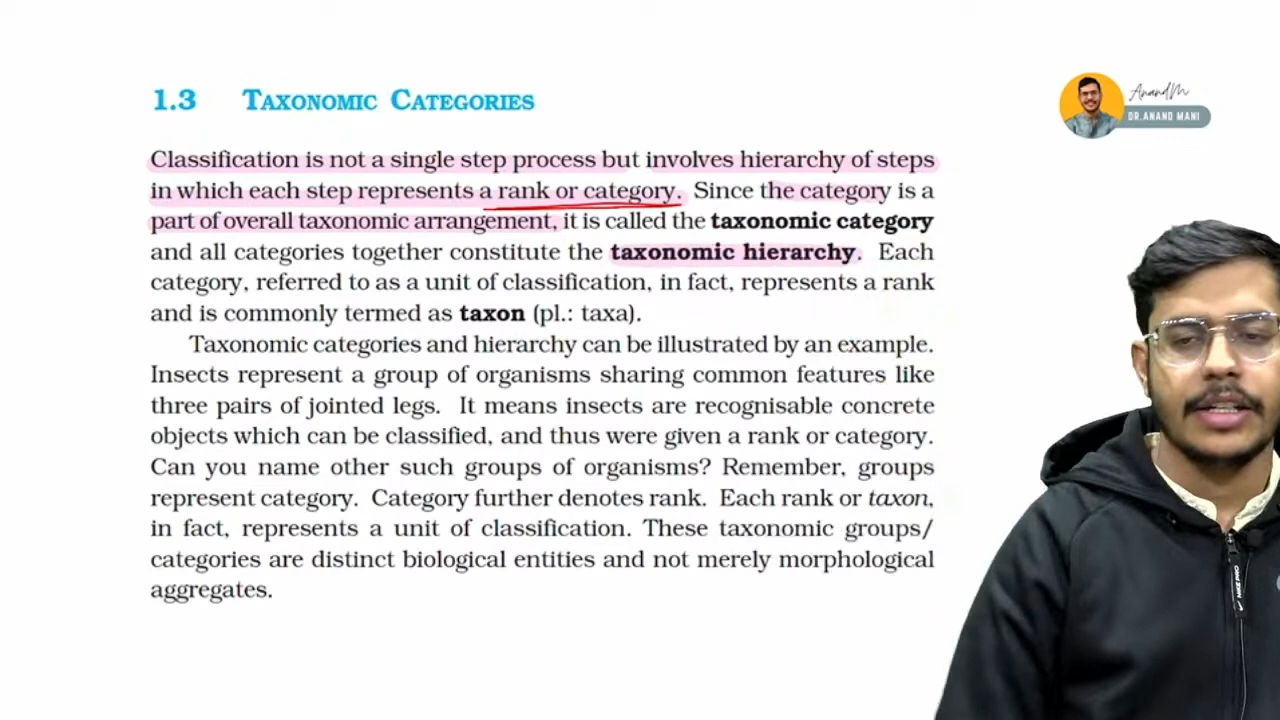 1.3 TAXONOMIC CATEGORIES
AnandM
DR.ANAND MANI
Classification is not a single step process but involves hierarchy of steps
in which each step represents a rank or category. Since the category is a
part of overall taxonomic arrangement, it is called the taxonomic category
and all categories together constitute the taxonomic hierarchy. Each
category, referred to as a unit of classification, in fact, represents a rank
and is commonly termed as taxon (pl.: taxa).
Taxonomic categories and hierarchy can be illustrated by an example.
Insects represent a group of organisms sharing common features like
three pairs of jointed legs. It means insects are recognisable concrete
objects which can be classified, and thus were given a rank or category.
Can you name other such groups of organisms? Remember, groups
represent category. Category further denotes rank. Each rank or taxon,
in fact, represents a unit of classification. These taxonomic groups/
categories are distinct biological entities and not merely morphological
aggregates.
NIKE PRO